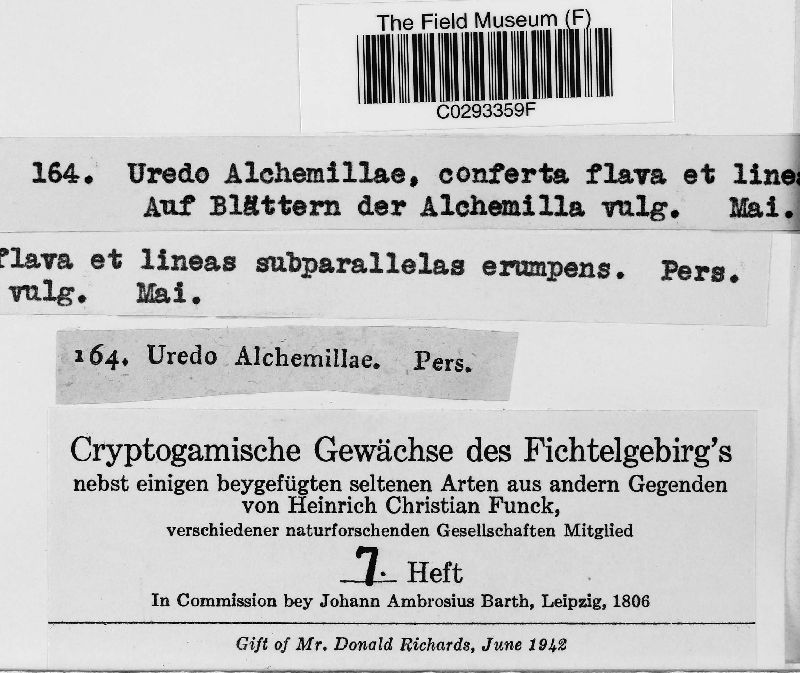 The Field Museum (F)
C0293359F
164. Uredo Alchemillae, conferta flava et linea
Auf Blättern der Alchemilla vulg. Mai.
flava et lineas subparallelas erumpens. Pers.
vulg. Mai.
164. Uredo Alchemillae. Pers.
Cryptogamische Gewächse des Fichtelgebirg's
nebst einigen beygefügten seltenen Arten aus andern Gegenden
von Heinrich Christian Funck,
verschiedener naturforschenden Gesellschaften Mitglied
7. Heft
In Commission bey Johann Ambrosius Barth, Leipzig, 1806
Gift of Mr. Donald Richards, June 1942